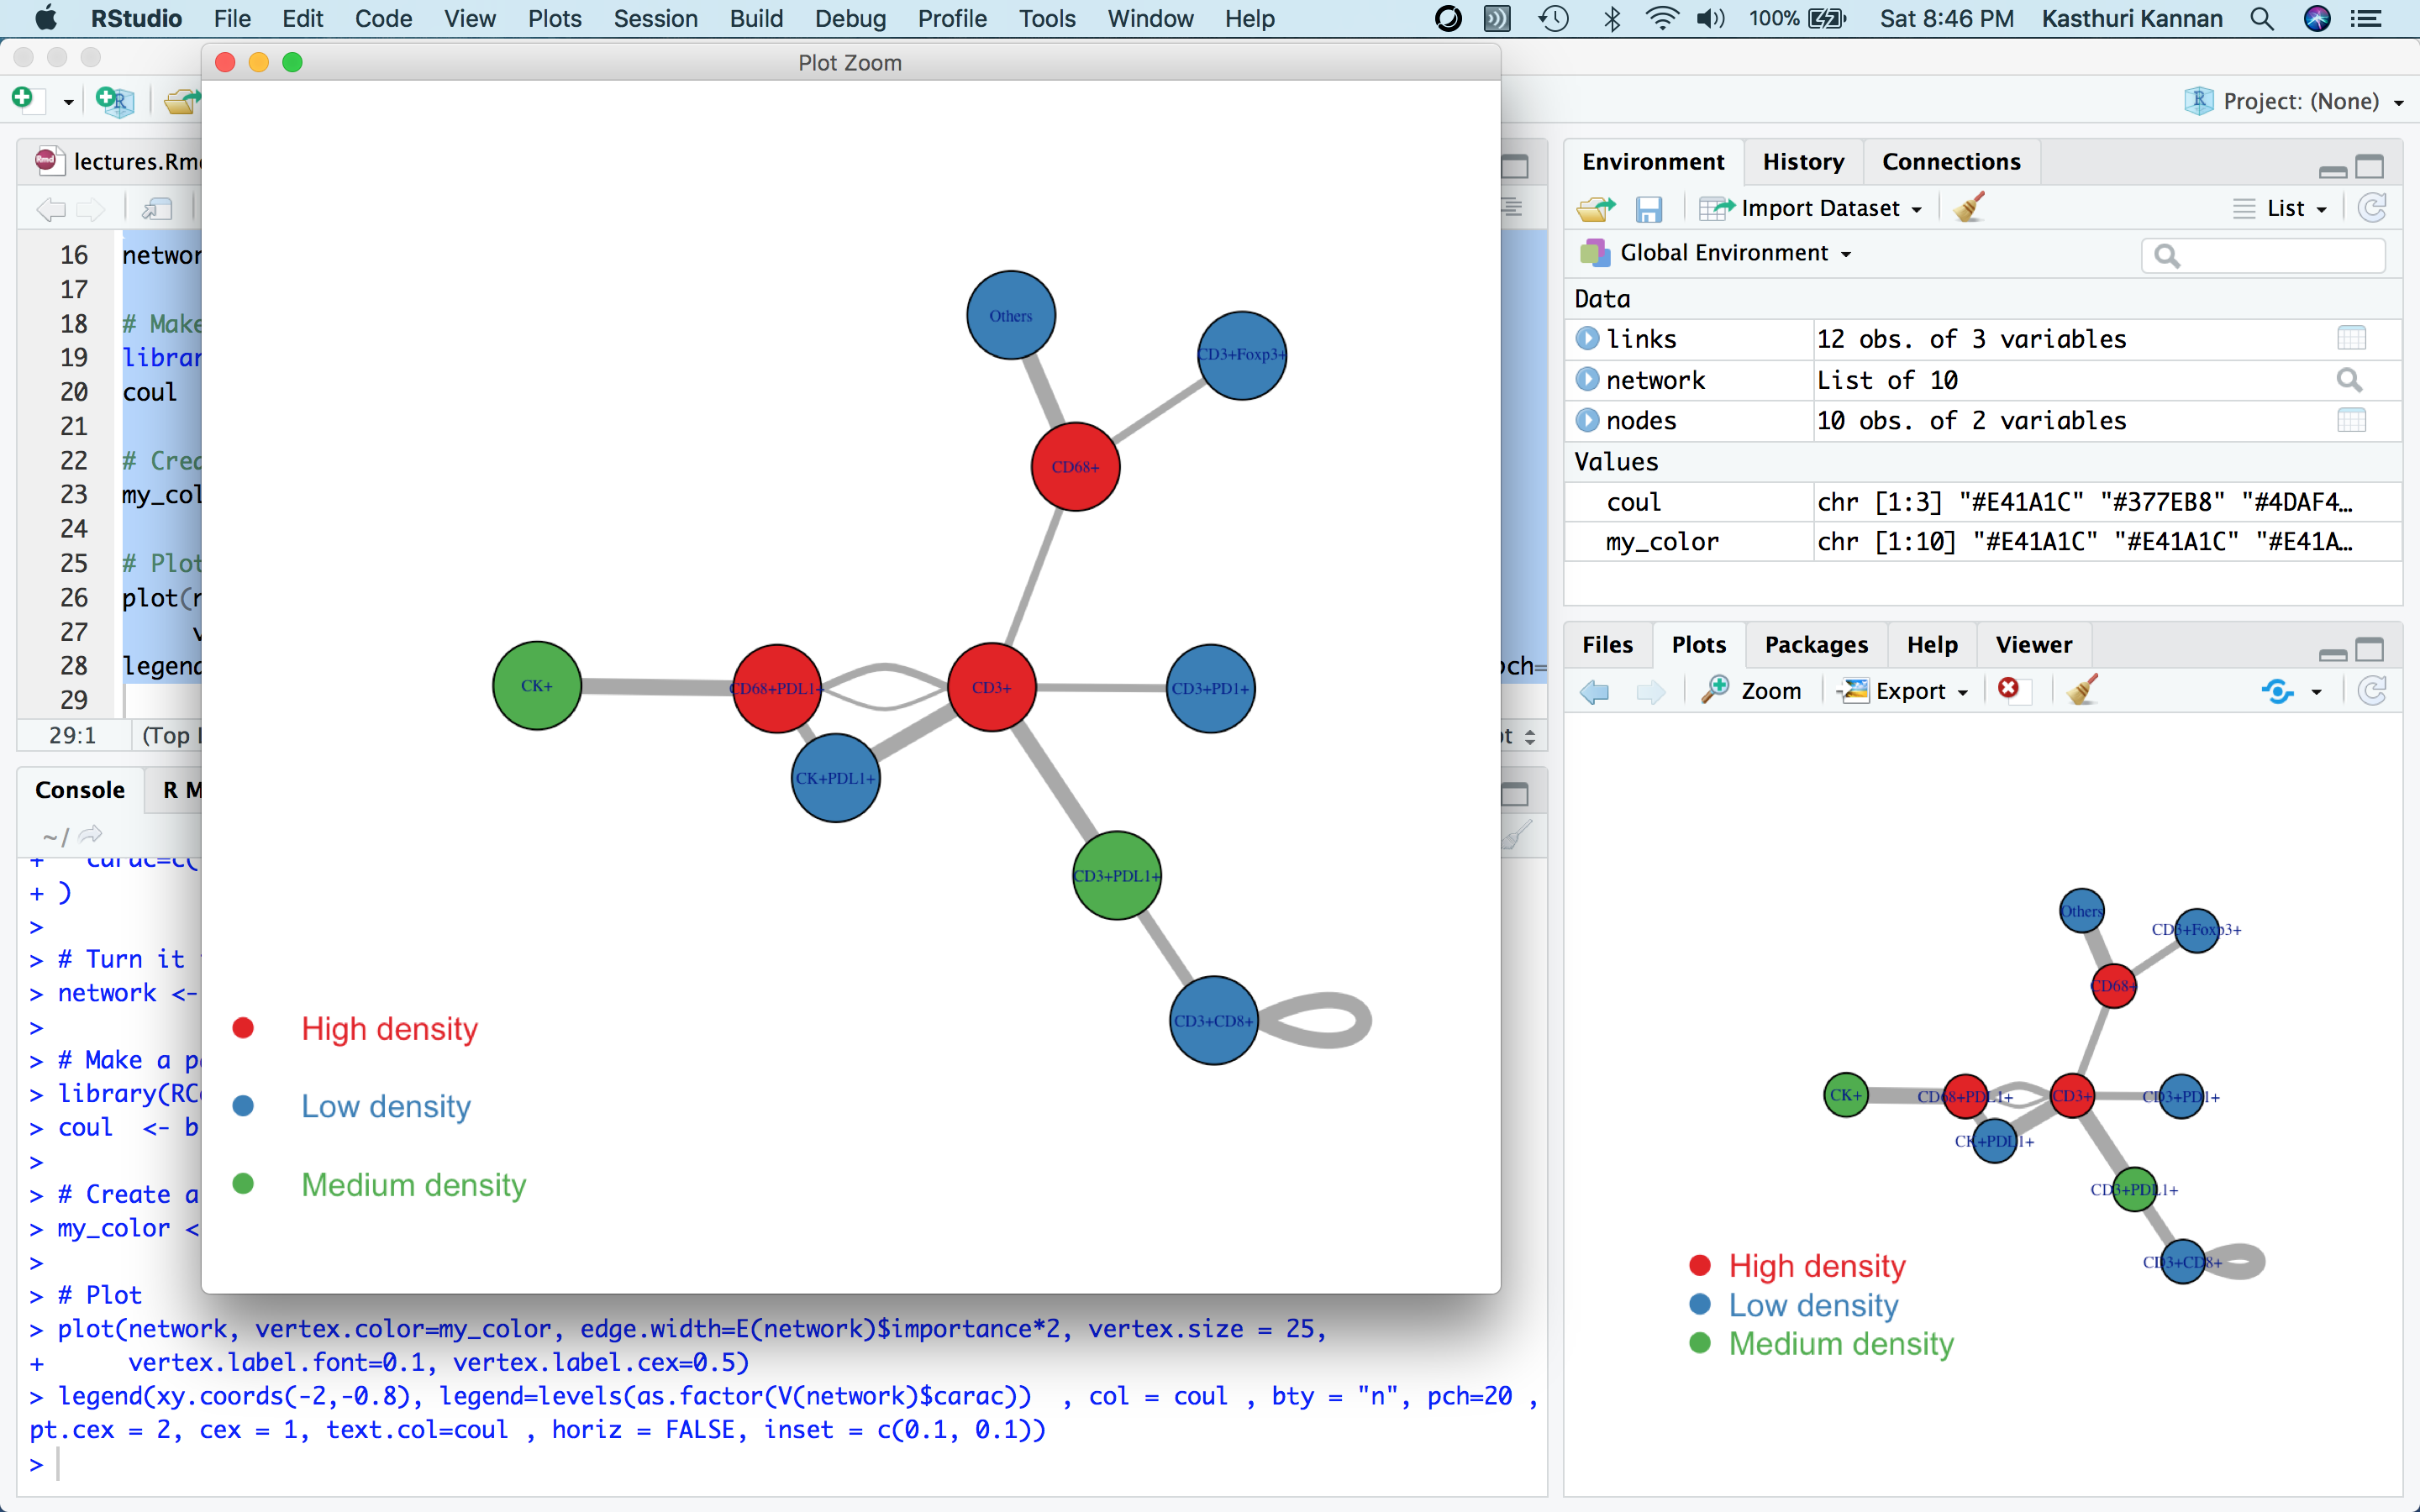 RStudio File Edit Code View Plots Session Build Debug Profile Tools Window Help 100% Sat 8:46 PM Kasthuri Kannan
Plot Zoom
Project: (None)
lectures.Rmd
16 networ
17
18 # Make
19 librar
20 coul
21
22 # Crea
23 my_col
24
25 # Plot
26 plot(n
27 v
28 legend pch=
29
29:1 (Top L
Console R M
~/
+ carac=c(
+ )
>
> # Turn it
> network <-
>
> # Make a pa
> library(RCo
> coul <- b
>
> # Create a
> my_color <
>
> # Plot
> plot(network, vertex.color=my_color, edge.width=E(network)$importance*2, vertex.size = 25,
+ vertex.label.font=0.1, vertex.label.cex=0.5)
> legend(xy.coords(-2,-0.8), legend=levels(as.factor(V(network)$carac)) , col = coul , bty = "n", pch=20 ,
pt.cex = 2, cex = 1, text.col=coul , horiz = FALSE, inset = c(0.1, 0.1))
>
Others
CD3+Foxp3+
CD68+
CK+
CD68+PDL1+
CD3+
CD3+PD1+
CK+PDL1+
CD3+PDL1+
CD3+CD8+
High density
Low density
Medium density
Environment History Connections
Import Dataset List
Global Environment
Data
links 12 obs. of 3 variables
network List of 10
nodes 10 obs. of 2 variables
Values
coul chr [1:3] "#E41A1C" "#377EB8" "#4DAF4…
my_color chr [1:10] "#E41A1C" "#E41A1C" "#E41A…
Files Plots Packages Help Viewer
Zoom Export
Others
CD3+Foxp3+
CD68+
CK+
CD68+PDL1+
CD3+
CD3+PD1+
CK+PDL1+
CD3+PDL1+
CD3+CD8+
High density
Low density
Medium density